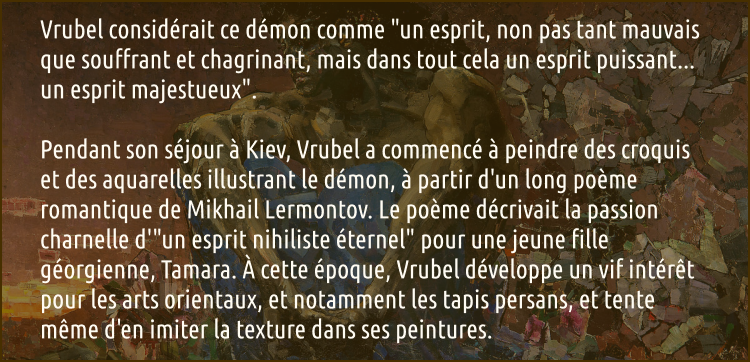 Vrubel considérait ce démon comme "un esprit, non pas tant mauvais
que souffrant et chagrinant, mais dans tout cela un esprit puissant...
un esprit majestueux".
Pendant son séjour à Kiev, Vrubel a commencé à peindre des croquis
et des aquarelles illustrant le démon, à partir d'un long poème
romantique de Mikhail Lermontov. Le poème décrivait la passion
charnelle d'"un esprit nihiliste éternel" pour une jeune fille
géorgienne, Tamara. À cette époque, Vrubel développe un vif intérêt
pour les arts orientaux, et notamment les tapis persans, et tente
même d'en imiter la texture dans ses peintures.